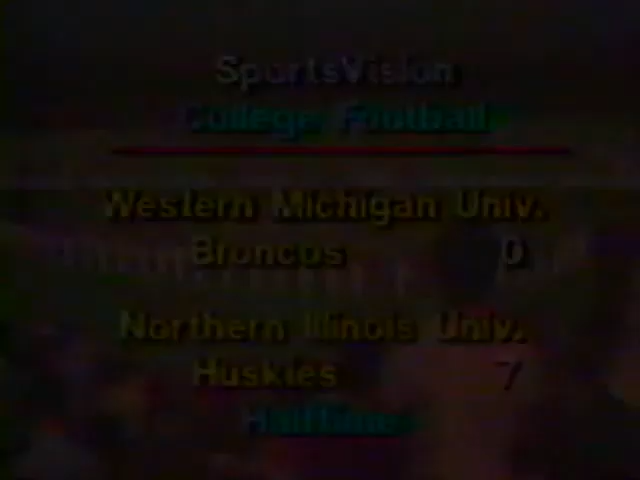 SportsVision
College Football
Western Michigan Univ.
Broncos 0
Northern Illinois Univ.
Huskies 7
Halftime